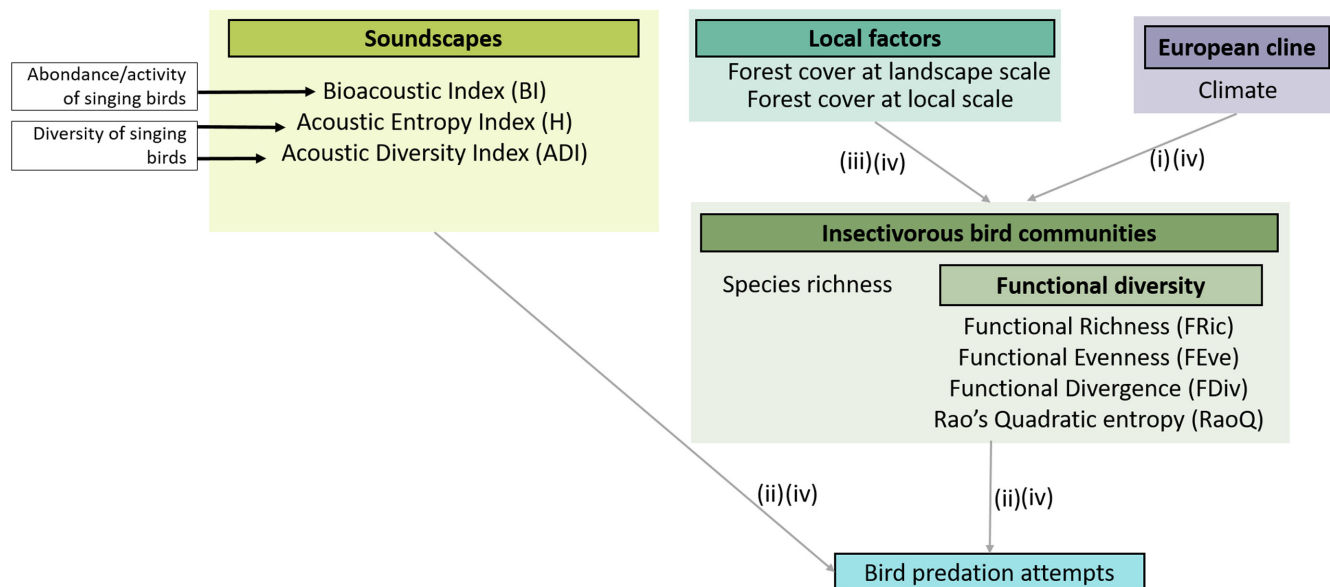 Soundscapes
Abondance/activity
of singing birds
Diversity of singing
birds
Bioacoustic Index (BI)
Acoustic Entropy Index (H)
Acoustic Diversity Index (ADI)
Local factors
Forest cover at landscape scale
Forest cover at local scale
European cline
Climate
(iii)(iv)
(i)(iv)
Insectivorous bird communities
Species richness
Functional diversity
Functional Richness (FRic)
Functional Evenness (FEve)
Functional Divergence (FDiv)
Rao’s Quadratic entropy (RaoQ)
(ii)(iv)
(ii)(iv)
Bird predation attempts